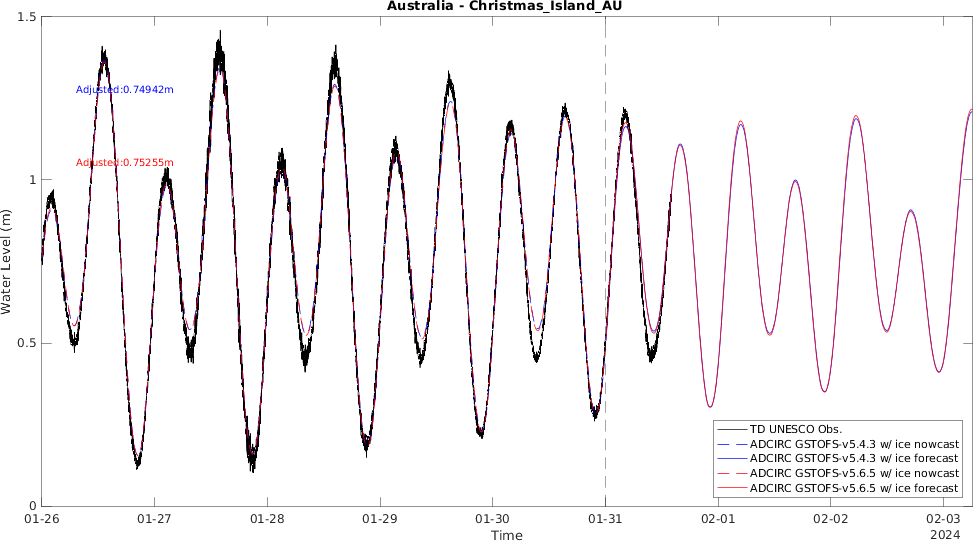 Australia - Christmas_Island_AU
1.5
Adjusted:0.74942m
Adjusted:0.75255m
1
Water Level (m)
0.5
TD UNESCO Obs.
ADCIRC GSTOFS-v5.4.3 w/ ice nowcast
ADCIRC GSTOFS-v5.4.3 w/ ice forecast
ADCIRC GSTOFS-v5.6.5 w/ ice nowcast
ADCIRC GSTOFS-v5.6.5 w/ ice forecast
0
01-26 01-27 01-28 01-29 01-30 01-31 02-01 02-02 02-03
Time 2024